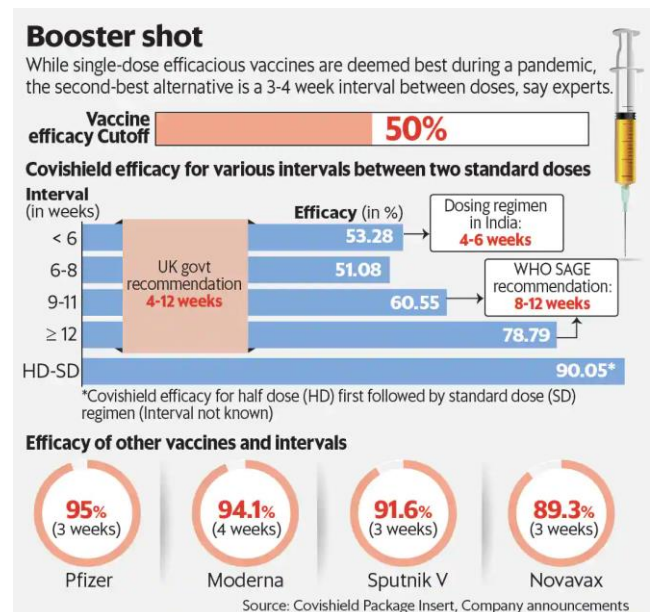 Booster shot
While single-dose efficacious vaccines are deemed best during a pandemic,
the second-best alternative is a 3-4 week interval between doses, say experts.
Vaccine
efficacy Cutoff
50%
Covishield efficacy for various intervals between two standard doses
Interval
(in weeks)
Efficacy (in %)
< 6
53.28
6-8
51.08
9-11
60.55
≥ 12
78.79
HD-SD
90.05*
UK govt
recommendation
4-12 weeks
Dosing regimen
in India:
4-6 weeks
WHO SAGE
recommendation:
8-12 weeks
*Covishield efficacy for half dose (HD) first followed by standard dose (SD)
regimen (Interval not known)
Efficacy of other vaccines and intervals
95%
(3 weeks)
Pfizer
94.1%
(4 weeks)
Moderna
91.6%
(3 weeks)
Sputnik V
89.3%
(3 weeks)
Novavax
Source: Covishield Package Insert, Company announcements